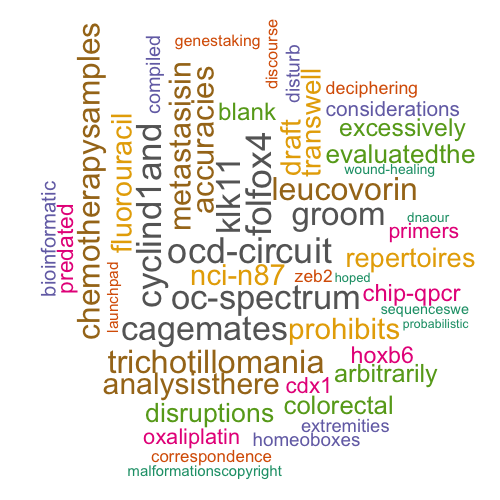 genestaking
discourse
chemotherapysamples
compiled
disturb
deciphering
metastasisin
accuracies
blank
draft
transwell
considerations
excessively
fluorouracil
cyclind1and
klk11
folfox4
evaluatedthe
wound-healing
leucovorin
bioinformatic
predated
groom
dnaour
primers
ocd-circuit
repertoires
launchpad
nci-n87
zeb2
hoped
oc-spectrum
chip-qpcr
sequenceswe
cagemates
prohibits
probabilistic
trichotillomania
hoxb6
arbitrarily
analysisthere
cdx1
disruptions
colorectal
extremities
oxaliplatin
homeoboxes
correspondence
malformationscopyright